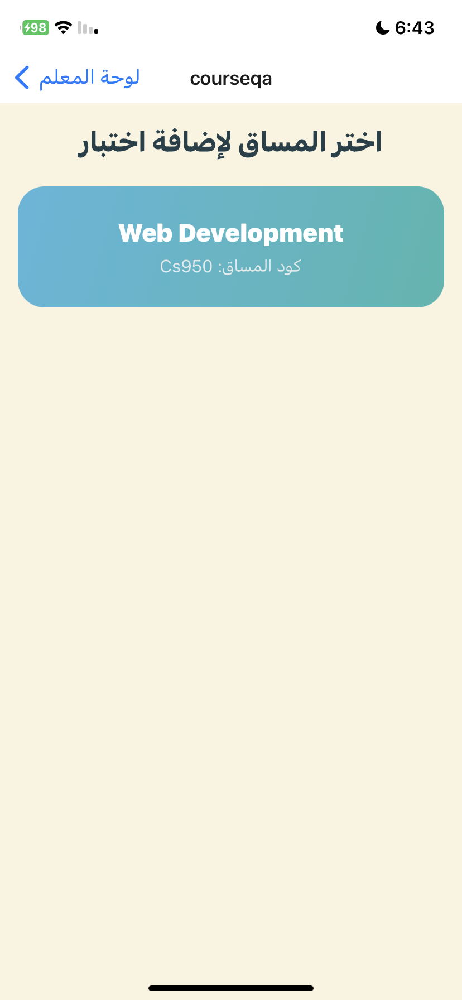 98 6:43
لوحة المعلم courseqa
اختر المساق لإضافة اختبار
Web Development
كود المساق: Cs950